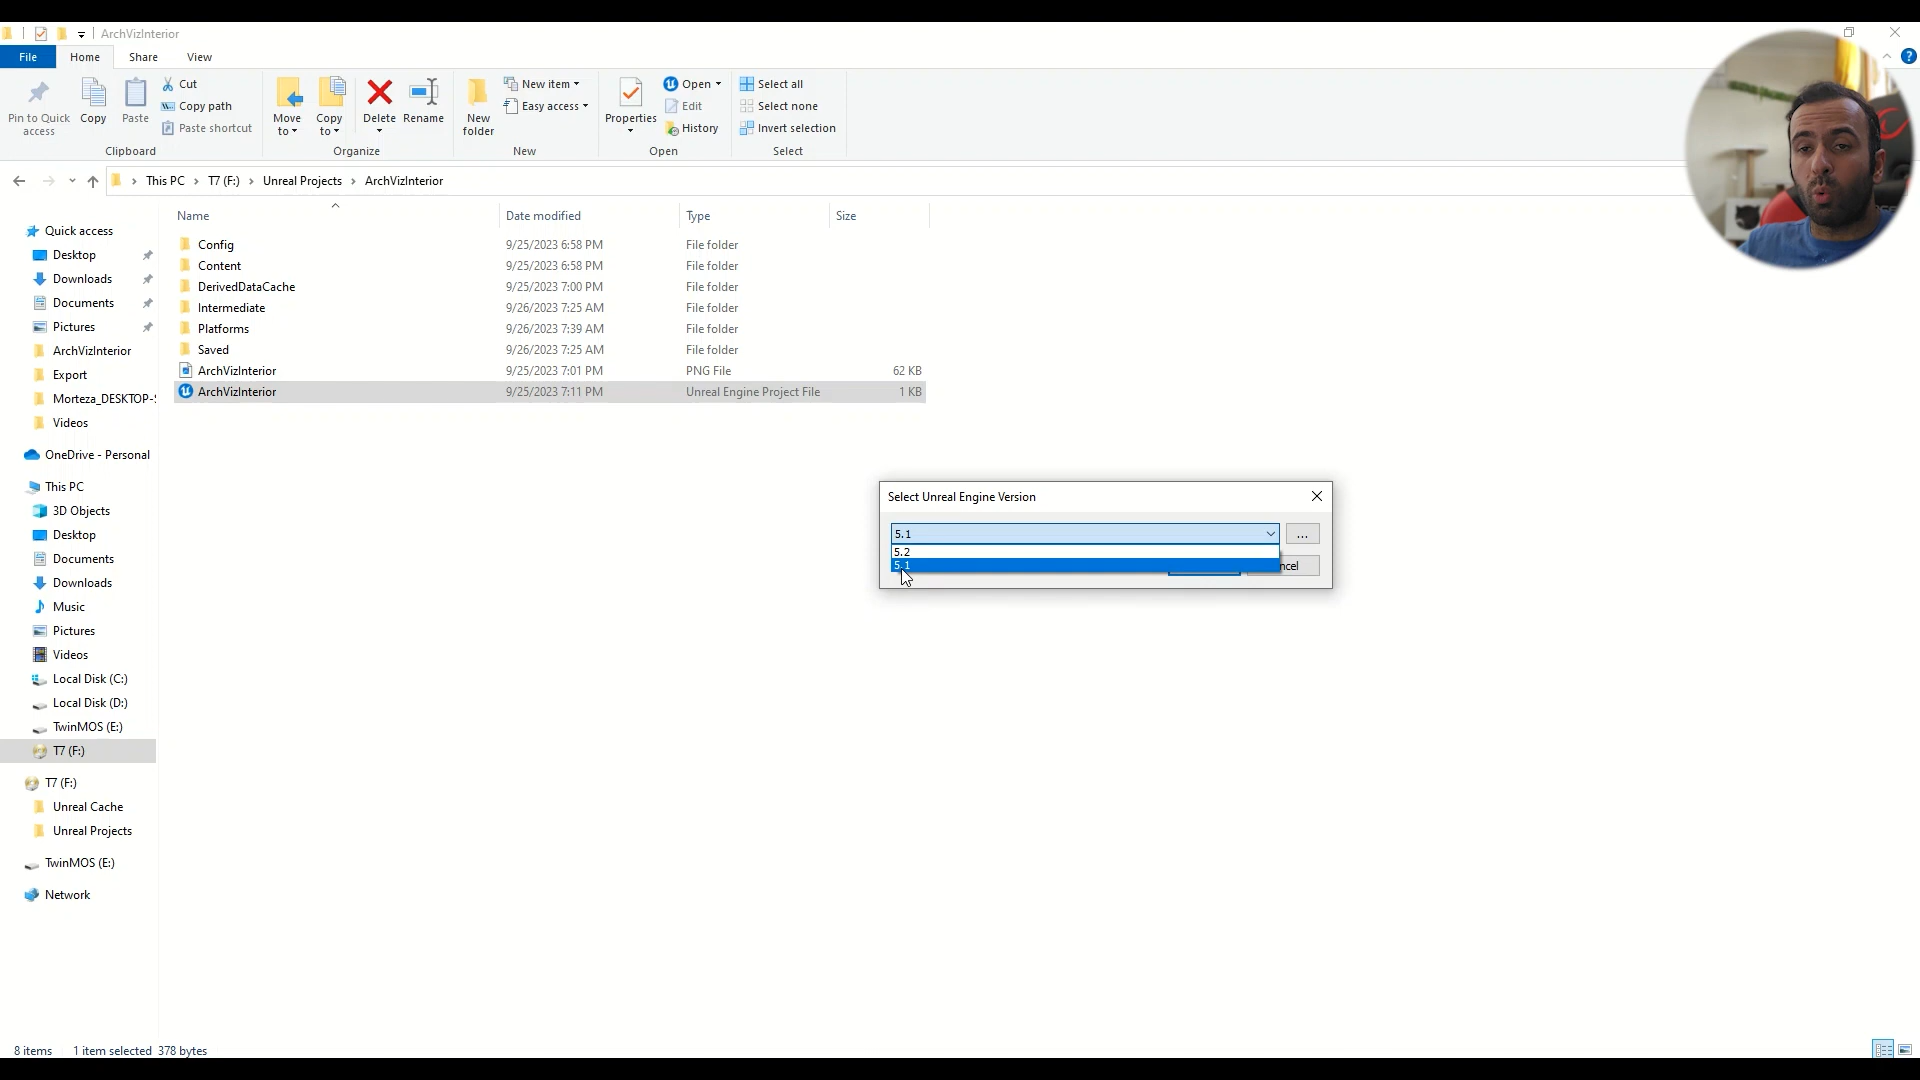 ArchVizInterior
File Home Share View
Pin to Quick access
Copy
Paste
Cut
Copy path
Paste shortcut
Clipboard
Move to
Copy to
Delete
Rename
Organize
New folder
New item
Easy access
New
Properties
Open
Edit
History
Open
Select all
Select none
Invert selection
Select
This PC > T7 (F:) > Unreal Projects > ArchVizInterior
Name Date modified Type Size
Config 9/25/2023 6:58 PM File folder
Content 9/25/2023 6:58 PM File folder
DerivedDataCache 9/25/2023 7:00 PM File folder
Intermediate 9/26/2023 7:25 AM File folder
Platforms 9/26/2023 7:39 AM File folder
Saved 9/26/2023 7:25 AM File folder
ArchVizInterior 9/25/2023 7:01 PM PNG File 62 KB
ArchVizInterior 9/25/2023 7:11 PM Unreal Engine Project File 1 KB
Quick access
Desktop
Downloads
Documents
Pictures
ArchVizInterior
Export
Morteza_DESKTOP-
Videos
OneDrive - Personal
This PC
3D Objects
Desktop
Documents
Downloads
Music
Pictures
Videos
Local Disk (C:)
Local Disk (D:)
TwinMOS (E:)
T7 (F:)
T7 (F:)
Unreal Cache
Unreal Projects
TwinMOS (E:)
Network
Select Unreal Engine Version
5.1
...
5.2
5.1
ncel
8 items 1 item selected 378 bytes